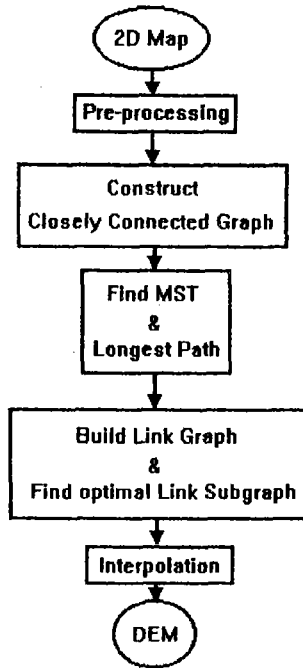 2D Map
Pre-processing
Construct
Closely Connected Graph
Find MST
&
Longest Path
Build Link Graph
&
Find optimal Link Subgraph
Interpolation
DEM